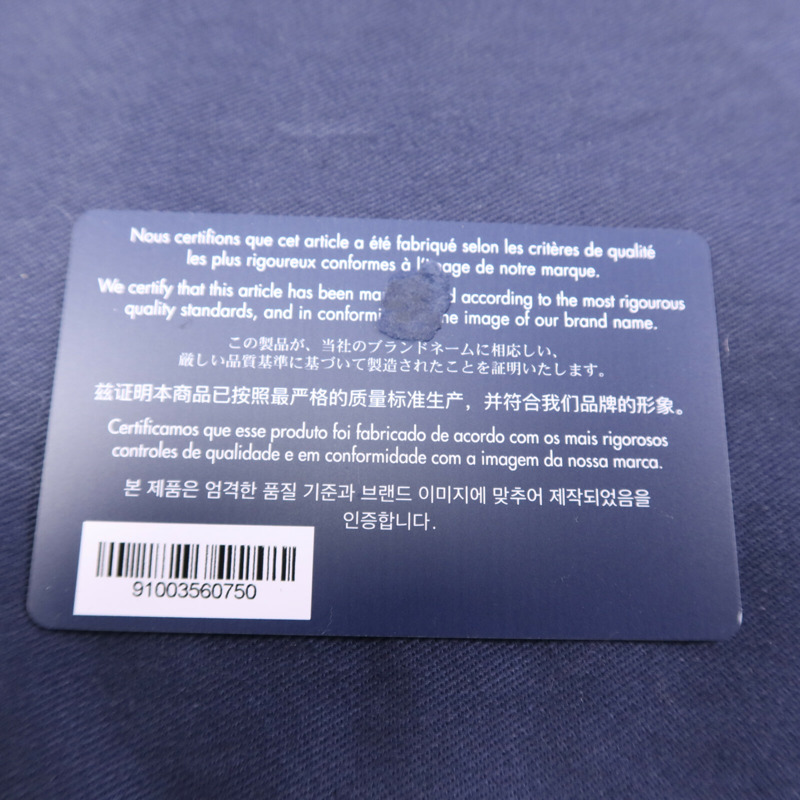 Nous certifions que cet article a été fabriqué selon les critères de qualité
les plus rigoureux conformes à de notre marque.
We certify that this article has been according to the most rigourous
quality standards, and in image of our brand name.
この製品が、当社のブランドネームに相応しい、
厳しい品質基準に基づいて製造されたことを証明いたします。
兹证明本商品已按照最严格的质量标准生产，并符合我们品牌的形象。
Certificamos que esse produto foi fabricado de acordo com os mais rigorosos
controles de qualidade e em conformidade com a imagem da nossa marca.
본 제품은 엄격한 품질 기준과 브랜드 이미지에 맞추어 제작되었음을
인증합니다.
91003560750